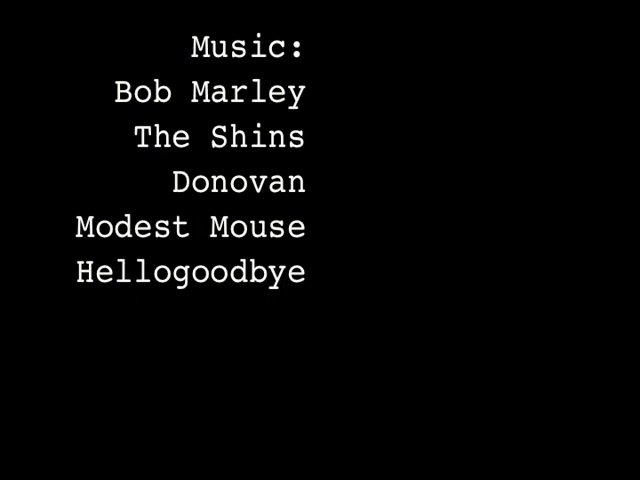 Music:
Bob Marley
The Shins
Donovan
Modest Mouse
Hellogoodbye